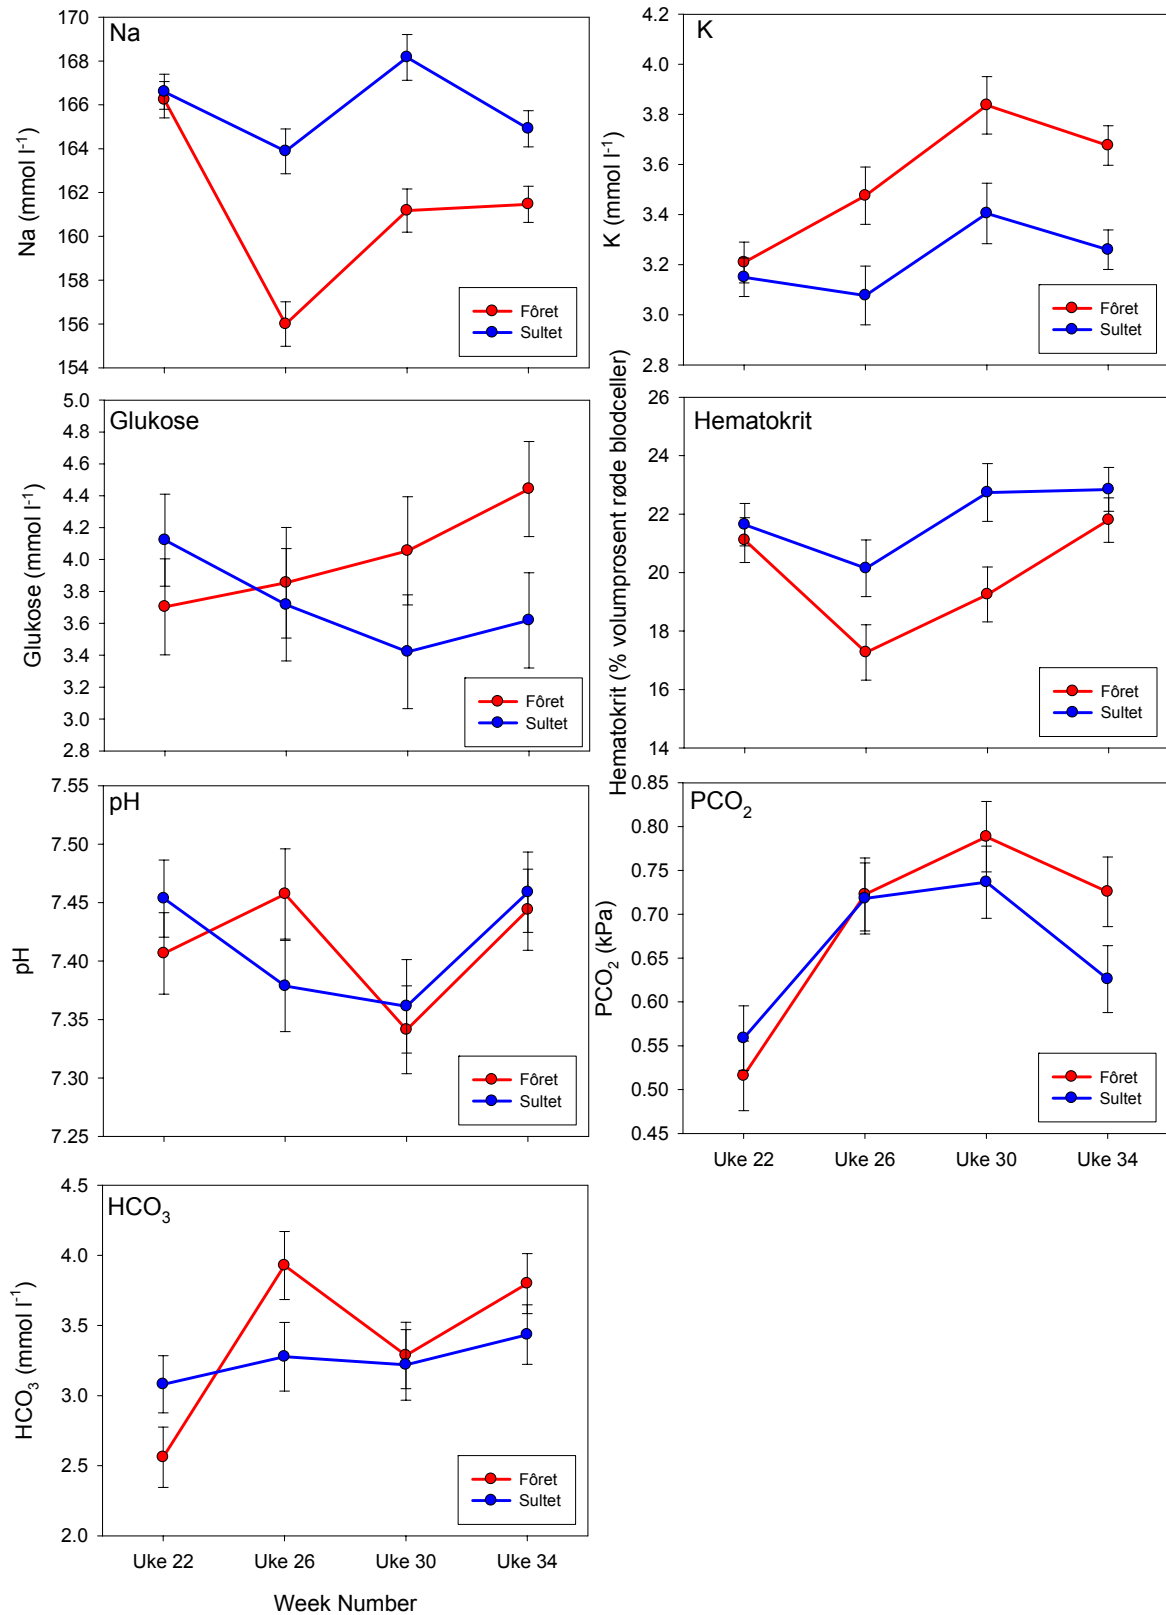 Na
Na (mmol l-1)
170
168
166
164
162
160
158
156
154
Fôret
Sultet
K
K (mmol l-1)
4.2
4.0
3.8
3.6
3.4
3.2
3.0
2.8
Fôret
Sultet
Glukose
Glukose (mmol l-1)
5.0
4.8
4.6
4.4
4.2
4.0
3.8
3.6
3.4
3.2
3.0
2.8
Fôret
Sultet
Hematokrit
Hematokrit (% volumprosent røde blodceller)
26
24
22
20
18
16
14
Fôret
Sultet
pH
pH
7.55
7.50
7.45
7.40
7.35
7.30
7.25
Fôret
Sultet
PCO2
PCO2 (kPa)
0.85
0.80
0.75
0.70
0.65
0.60
0.55
0.50
0.45
Fôret
Sultet
Uke 22 Uke 26 Uke 30 Uke 34
HCO3
HCO3 (mmol l-1)
4.5
4.0
3.5
3.0
2.5
2.0
Fôret
Sultet
Uke 22 Uke 26 Uke 30 Uke 34
Week Number